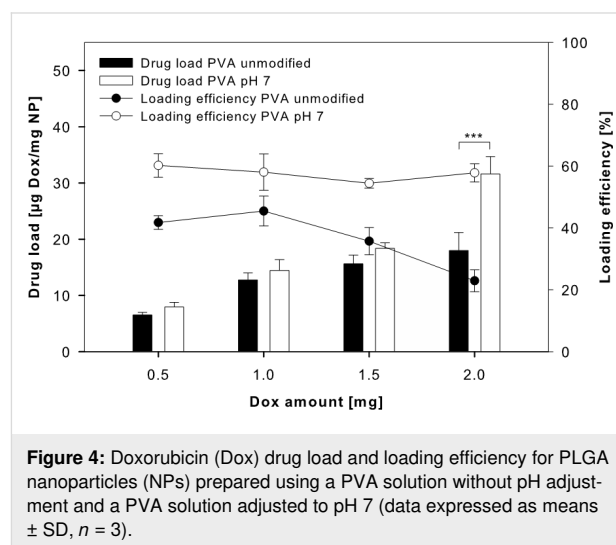 100
50
Drug load PVA unmodified
Drug load PVA pH 7
Loading efficiency PVA unmodified
Loading efficiency PVA pH 7
***
80
40
60
30
40
20
20
10
0
0
Drug load [µg Dox/mg NP]
Loading efficiency [%]
0.5 1.0 1.5 2.0
Dox amount [mg]
Figure 4: Doxorubicin (Dox) drug load and loading efficiency for PLGA
nanoparticles (NPs) prepared using a PVA solution without pH adjust-
ment and a PVA solution adjusted to pH 7 (data expressed as means
± SD, n = 3).